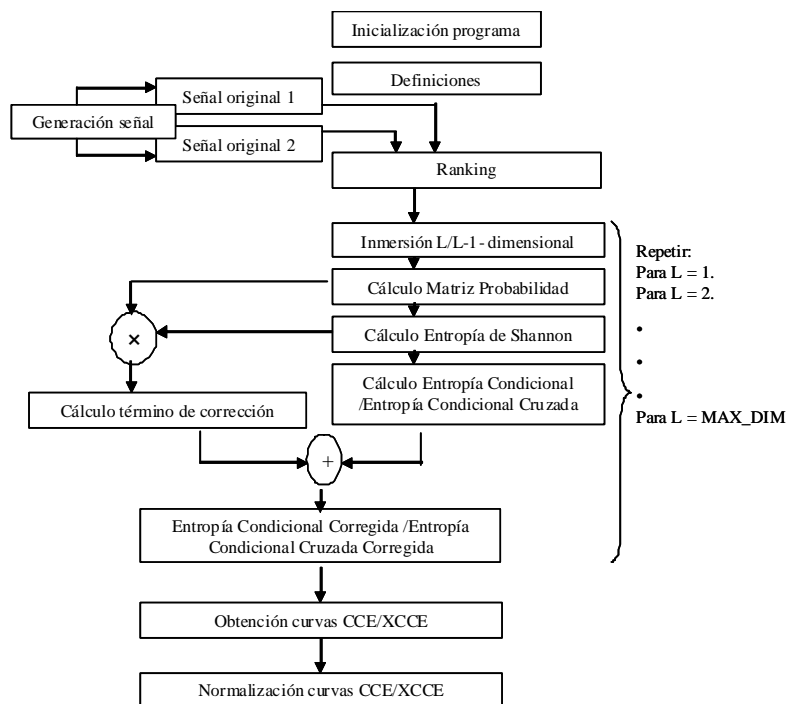 Inicialización programa
Definiciones
Señal original 1
Generación señal
Señal original 2
Ranking
Inmersión L/L-1- dimensional
Cálculo Matriz Probabilidad
×
Cálculo Entropía de Shannon
Cálculo Entropía Condicional
/Entropía Condicional Cruzada
Cálculo término de corrección
+
Entropía Condicional Corregida /Entropía
Condicional Cruzada Corregida
Repetir:
Para L = 1.
Para L = 2.
•
•
•
Para L = MAX_DIM
Obtención curvas CCE/XCCE
Normalización curvas CCE/XCCE